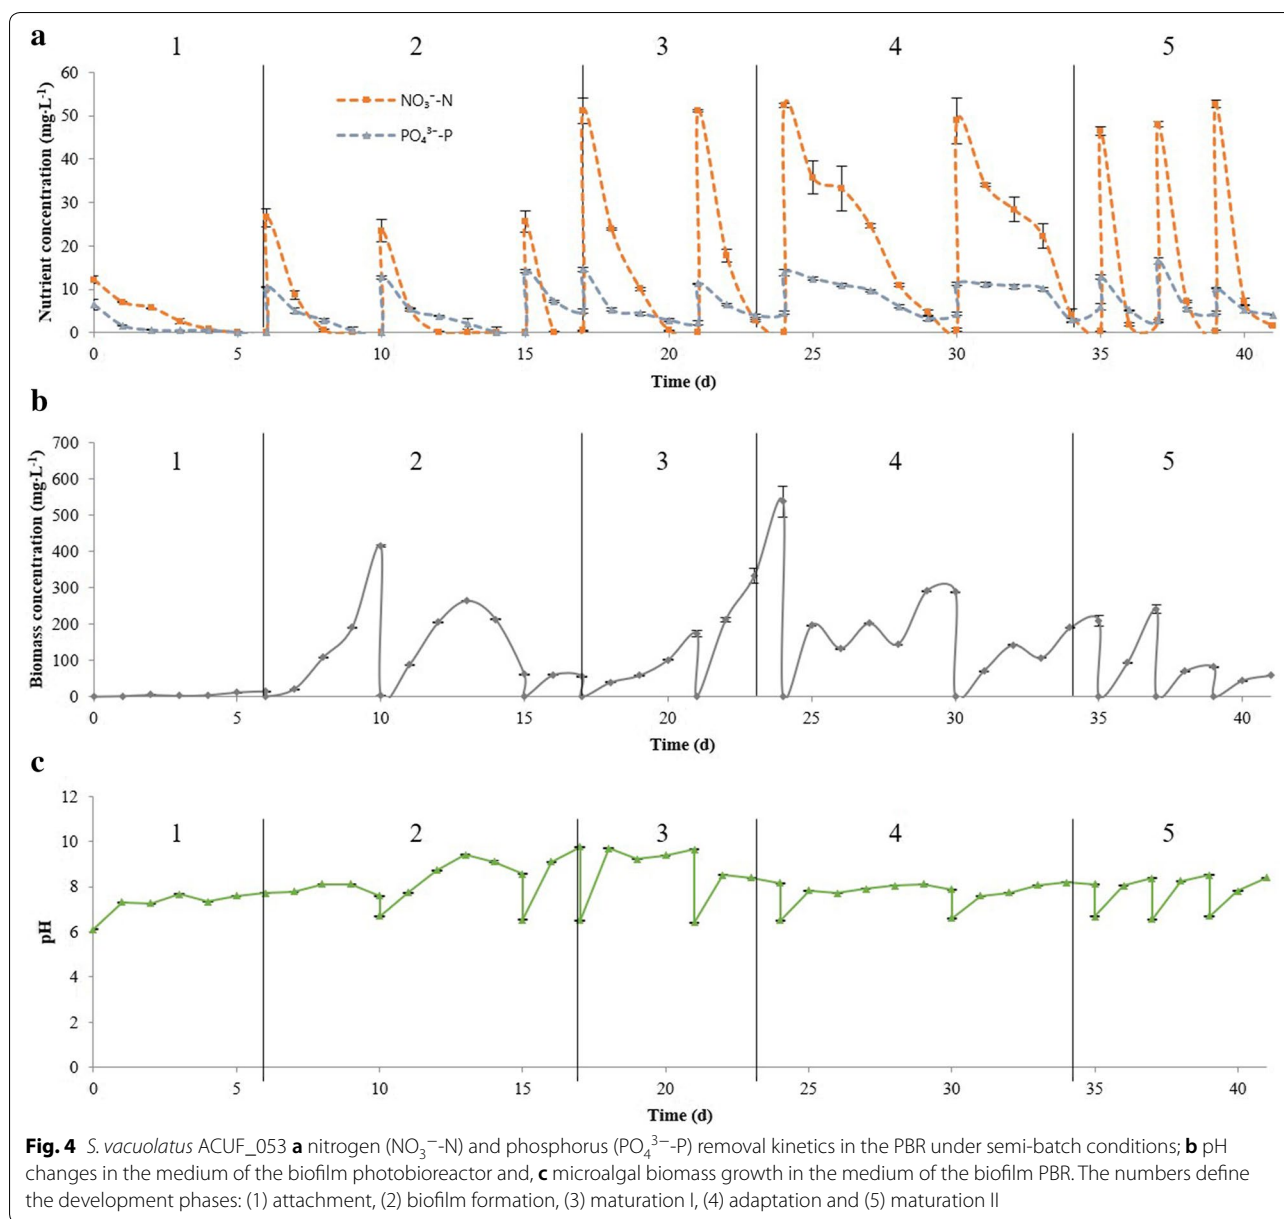 a
1 2 3 4 5
60
50
40
30
20
10
0
Nutrient concentration (mg·L⁻¹)
NO₃⁻-N
PO₄³⁻-P
0 5 10 15 20 25 30 35 40
Time (d)
b
1 2 3 4 5
700
600
500
400
300
200
100
0
Biomass concentration (mg·L⁻¹)
0 5 10 15 20 25 30 35 40
Time (d)
c
1 2 3 4 5
12
10
8
6
4
2
0
pH
0 5 10 15 20 25 30 35 40
Time (d)
Fig. 4 S. vacuolatus ACUF_053 a nitrogen (NO₃⁻-N) and phosphorus (PO₄³⁻-P) removal kinetics in the PBR under semi-batch conditions; b pH
changes in the medium of the biofilm photobioreactor and, c microalgal biomass growth in the medium of the biofilm PBR. The numbers define
the development phases: (1) attachment, (2) biofilm formation, (3) maturation I, (4) adaptation and (5) maturation II